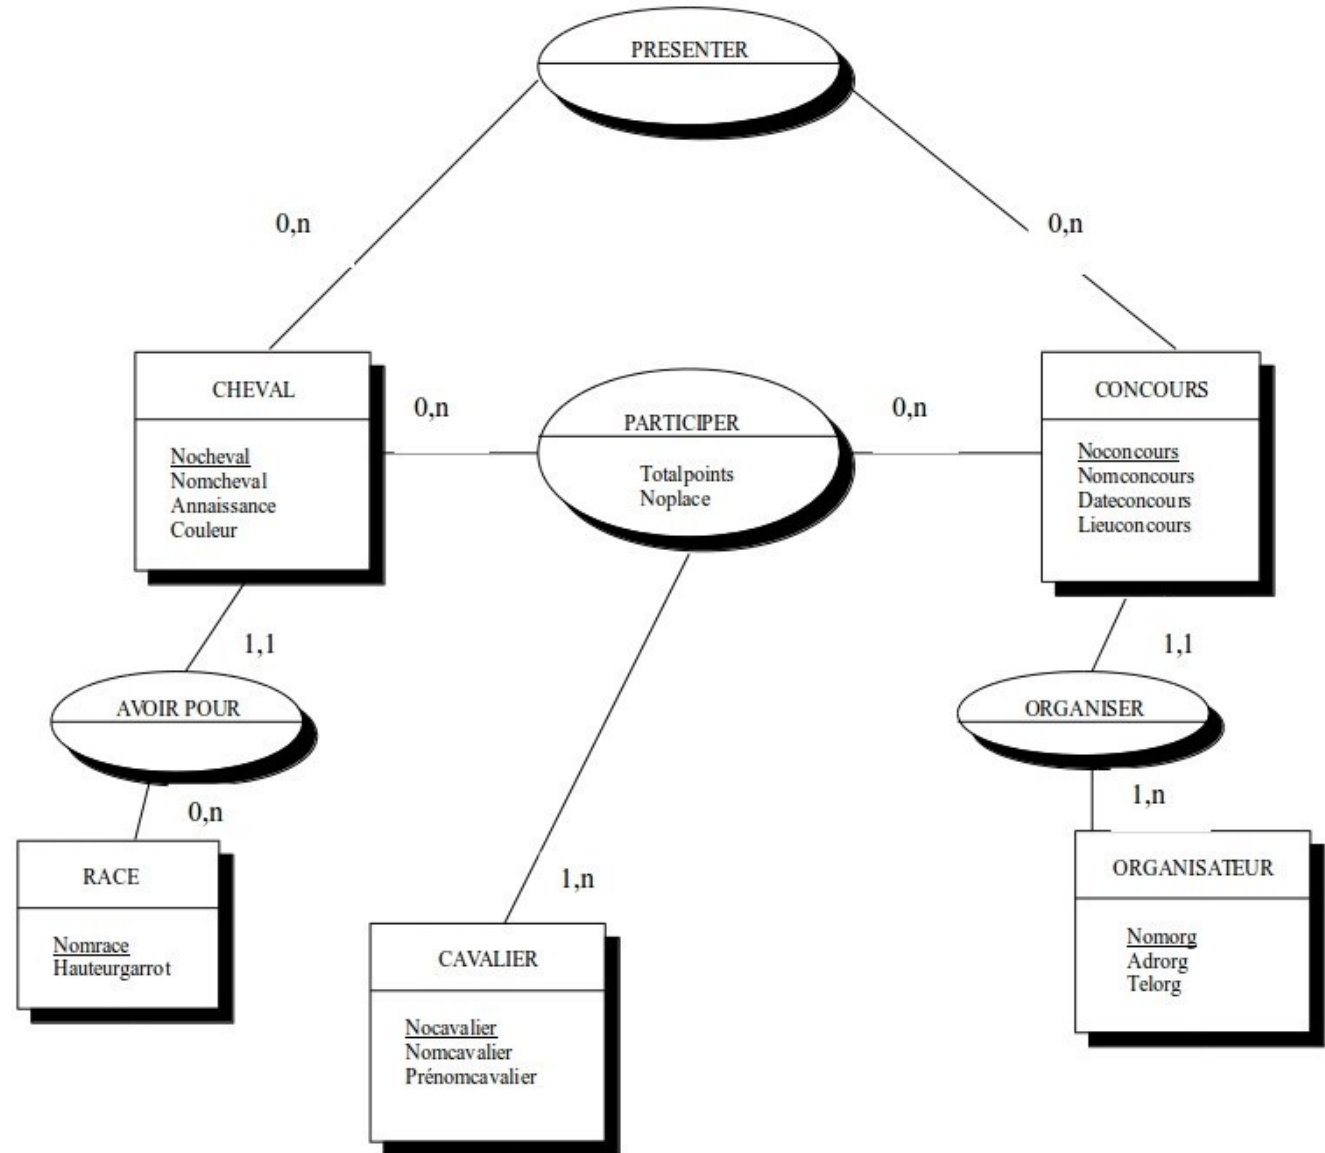 PRESENTER
0,n
0,n
CHEVAL
Nocheval
Nomcheval
Annaissance
Couleur
0,n
PARTICIPER
Totalpoints
Noplace
0,n
CONCOURS
Noconcours
Nomconcours
Dateconcours
Lieuconcours
1,1
AVOIR POUR
0,n
RACE
Nomrace
Hauteurgarrot
1,n
CAVALIER
Nocavalier
Nomcavalier
Prénomcavalier
1,1
ORGANISER
1,n
ORGANISATEUR
Nomorg
Adrorg
Telorg